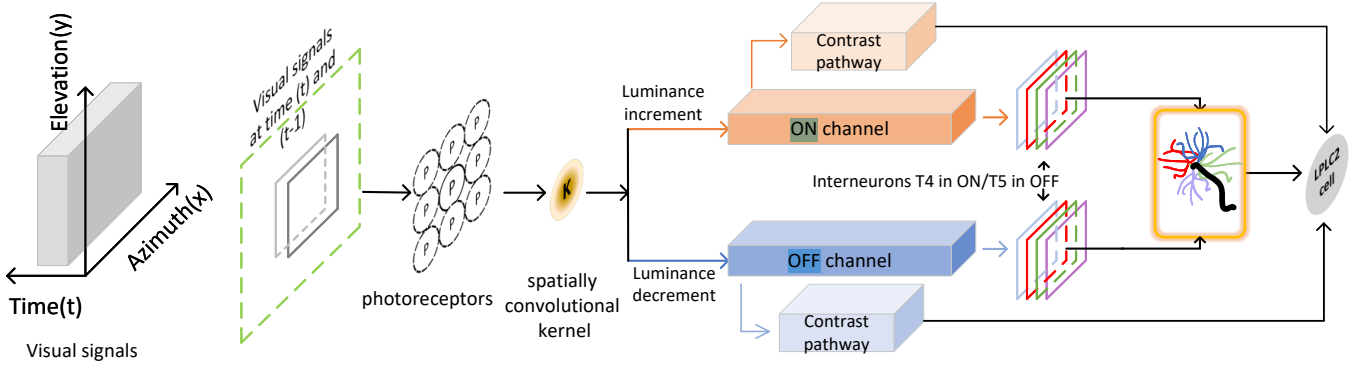 Elevation(y)
Azimuth(x)
Time(t)
Visual signals
Visual signals
at time (t) and
(t-1)
P
P
P
P
P
P
P
P
P
photoreceptors
K
spatially
convolutional
kernel
Luminance
increment
Luminance
decrement
Contrast
pathway
ON channel
Interneurons T4 in ON/T5 in OFF
OFF channel
Contrast
pathway
LPLC2
cell